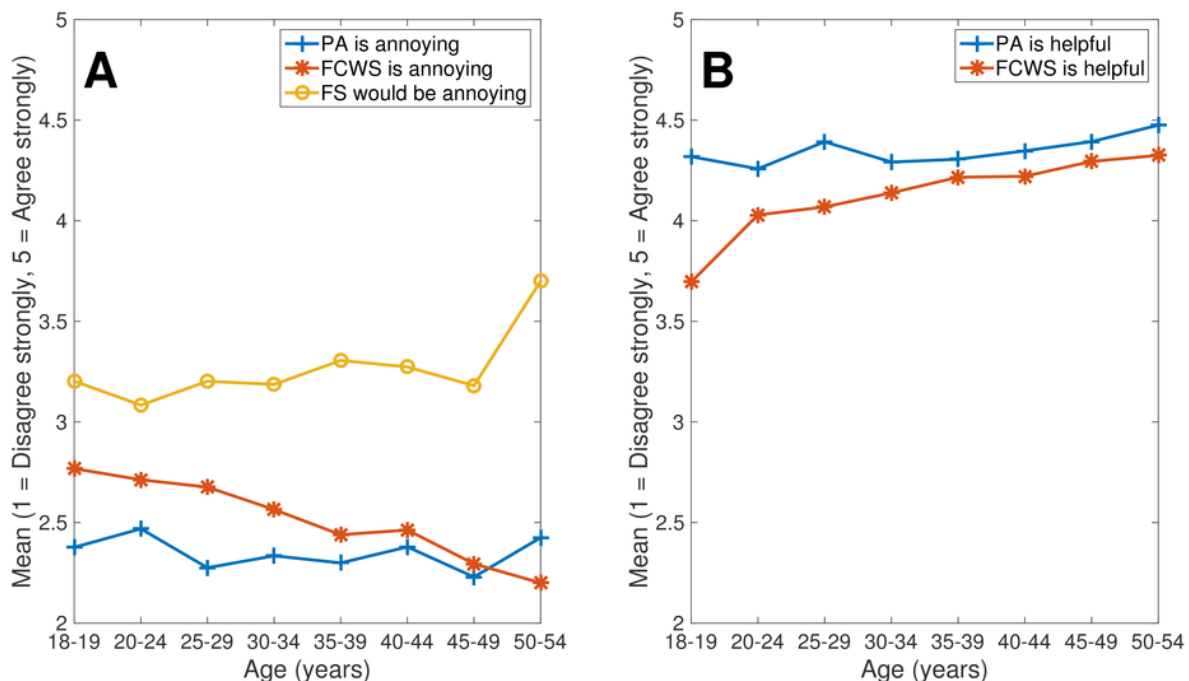 A
PA is annoying
FCWS is annoying
FS would be annoying
Mean (1 = Disagree strongly, 5 = Agree strongly)
5
4.5
4
3.5
3
2.5
2
18-19 20-24 25-29 30-34 35-39 40-44 45-49 50-54
Age (years)
B
PA is helpful
FCWS is helpful
Mean (1 = Disagree strongly, 5 = Agree strongly)
5
4.5
4
3.5
3
2.5
2
18-19 20-24 25-29 30-34 35-39 40-44 45-49 50-54
Age (years)